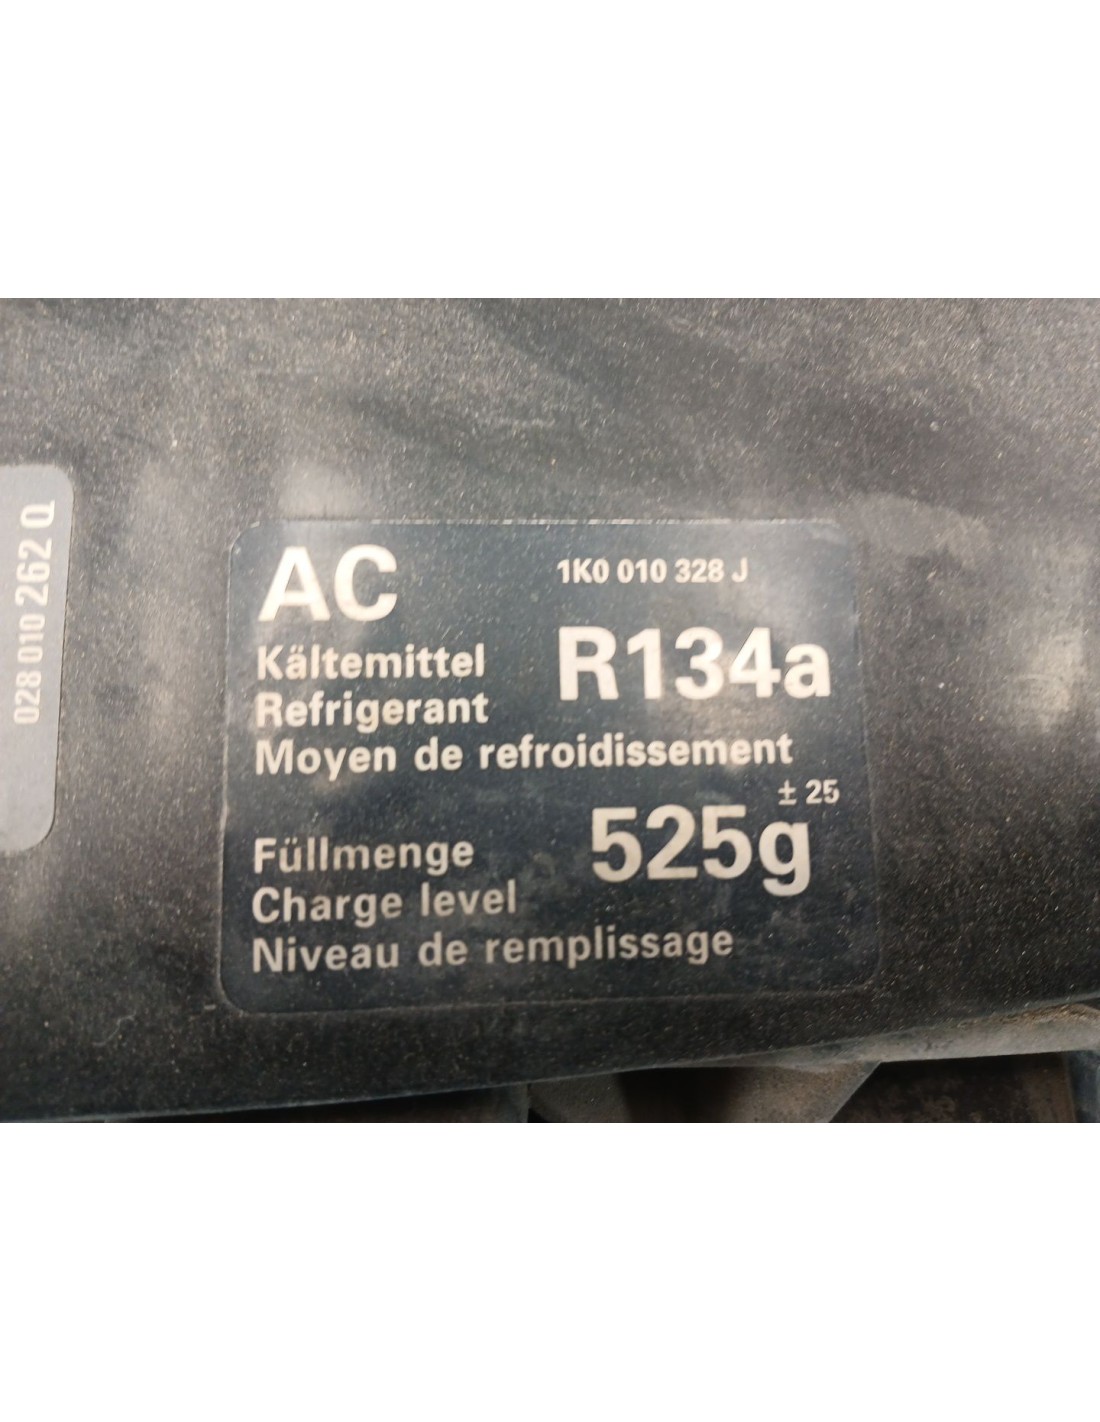 028 010 262 Q
AC
1K0 010 328 J
Kältemittel
R134a
Refrigerant
Moyen de refroidissement
± 25
525g
Füllmenge
Charge level
Niveau de remplissage